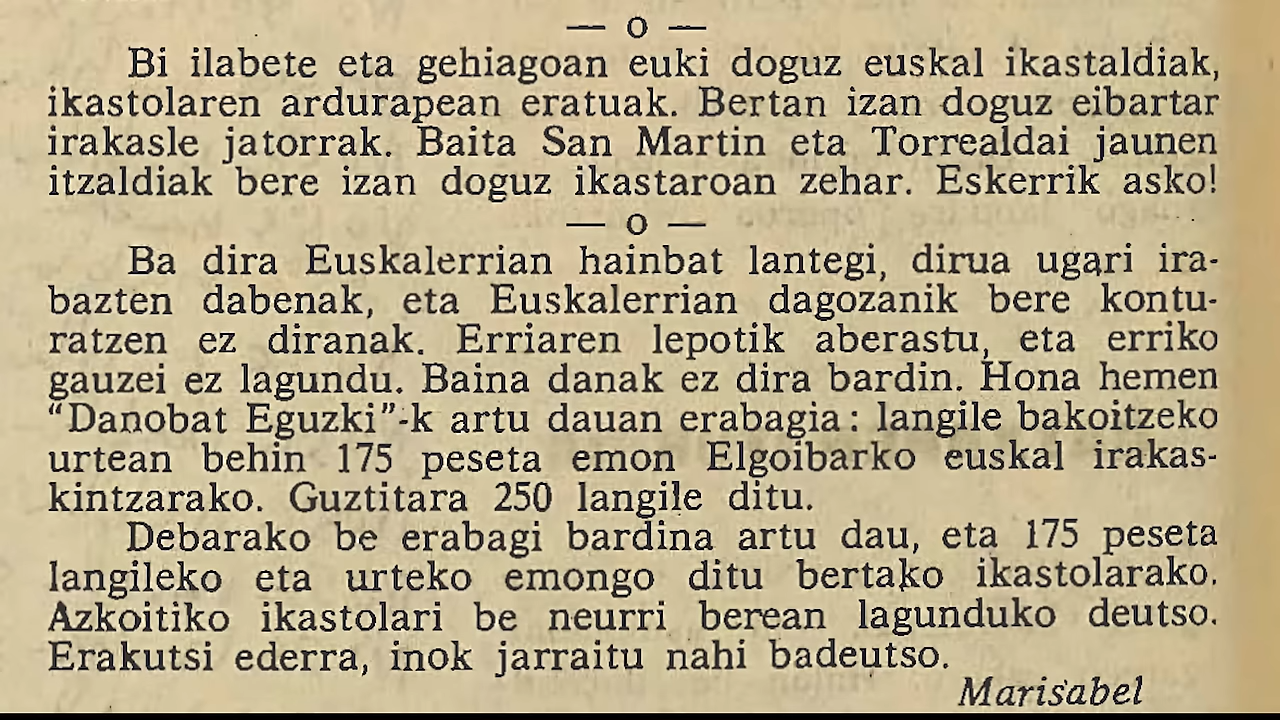 — o —
Bi ilabete eta gehiagoan euki doguz euskal ikastaldiak,
ikastolaren ardurapean eratuak. Bertan izan doguz eibartar
irakasle jatorrak. Baita San Martin eta Torrealdai jaunen
itzaldiak bere izan doguz ikastaroan zehar. Eskerrik asko!
— o —
Ba dira Euskalerrian hainbat lantegi, dirua ugari ira-
bazten dabenak, eta Euskalerrian dagozanik bere kontu-
ratzen ez diranak. Erriaren lepotik aberastu, eta erriko
gauzei ez lagundu. Baina danak ez dira bardin. Hona hemen
“Danobat Eguzki”-k artu dauan erabagia: langile bakoitzeko
urtean behin 175 peseta emon Elgoibarko euskal irakas-
kintzarako. Guztitara 250 langile ditu.
Debarako be erabagi bardina artu dau, eta 175 peseta
langileko eta urteko emongo ditu bertako ikastolarako.
Azkoitiko ikastolari be neurri berean lagunduko deutso.
Erakutsi ederra, inok jarraitu nahi badeutso.
Marisabel